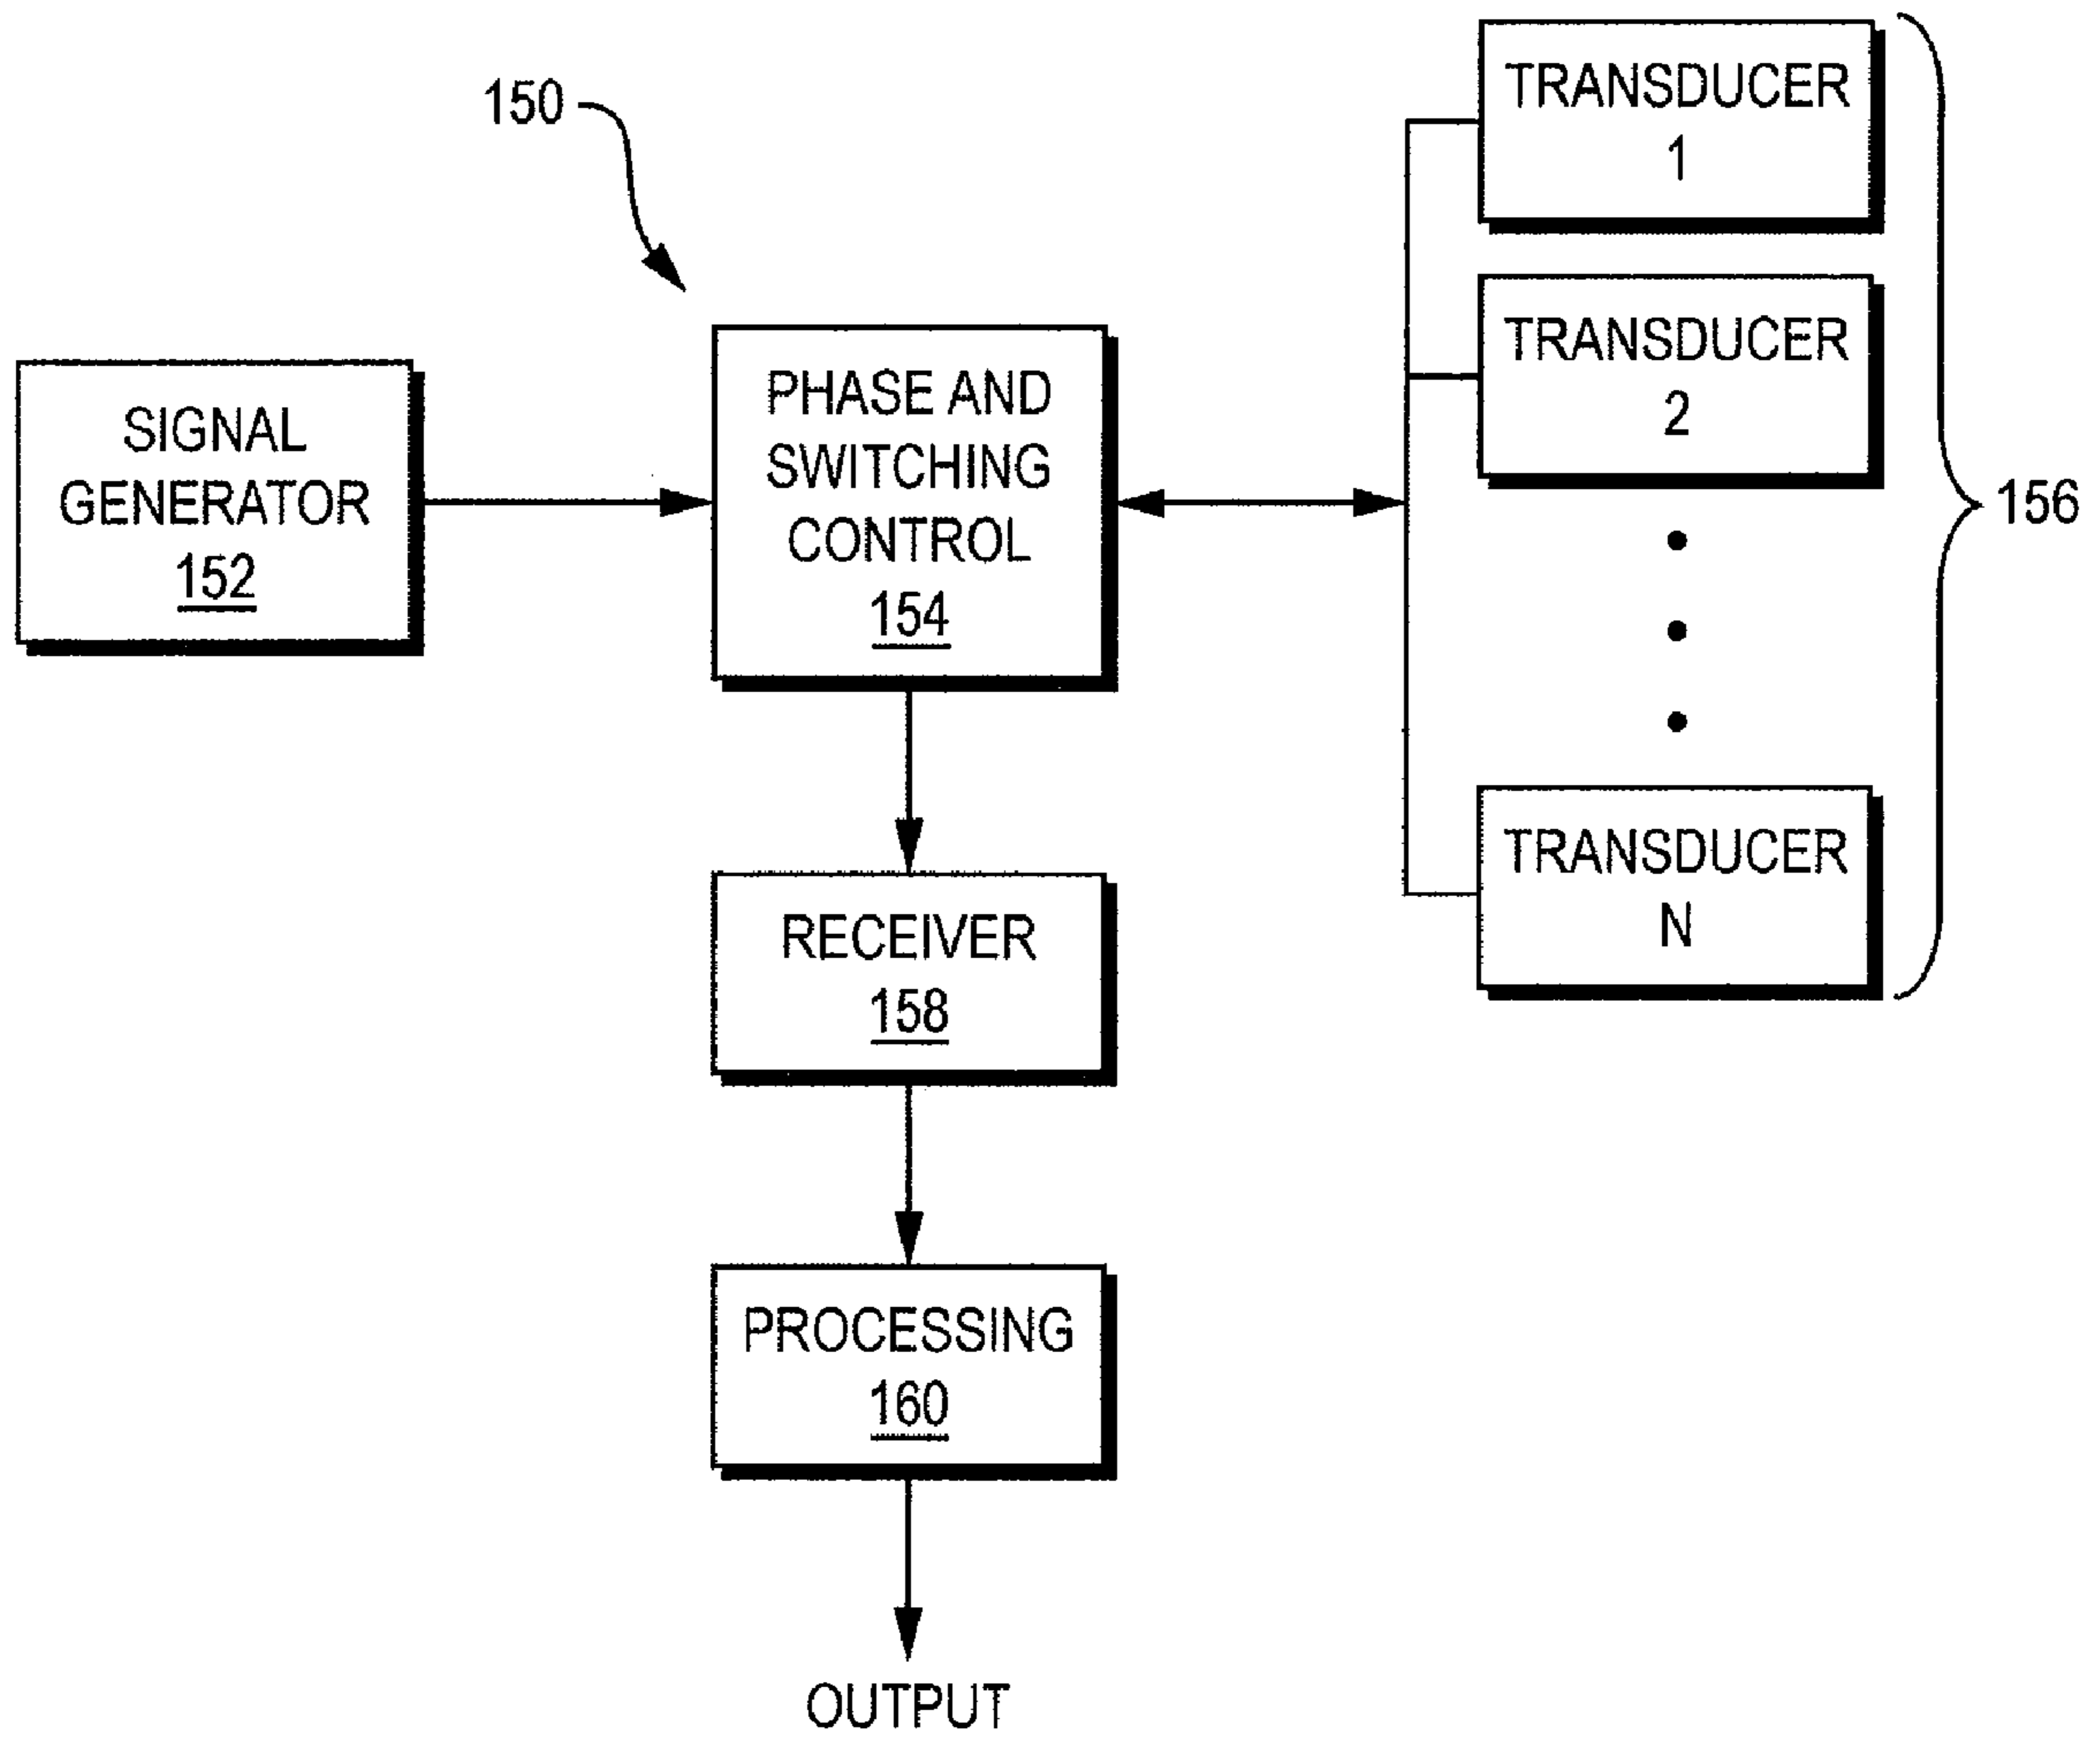 150
SIGNAL
GENERATOR
152
PHASE AND
SWITCHING
CONTROL
154
TRANSDUCER
1
TRANSDUCER
2
TRANSDUCER
N
156
RECEIVER
158
PROCESSING
160
OUTPUT